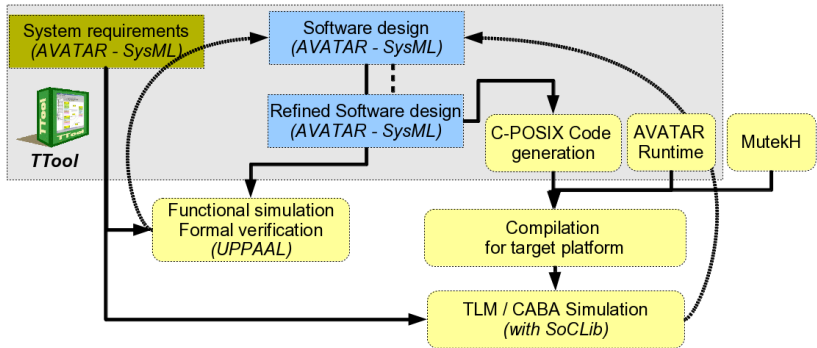 System requirements
(AVATAR - SysML)
Software design
(AVATAR - SysML)
Refined Software design
(AVATAR - SysML)
TTool
TTool
C-POSIX Code
generation
AVATAR
Runtime
MutekH
Functional simulation
Formal verification
(UPPAAL)
Compilation
for target platform
TLM / CABA Simulation
(with SoCLib)